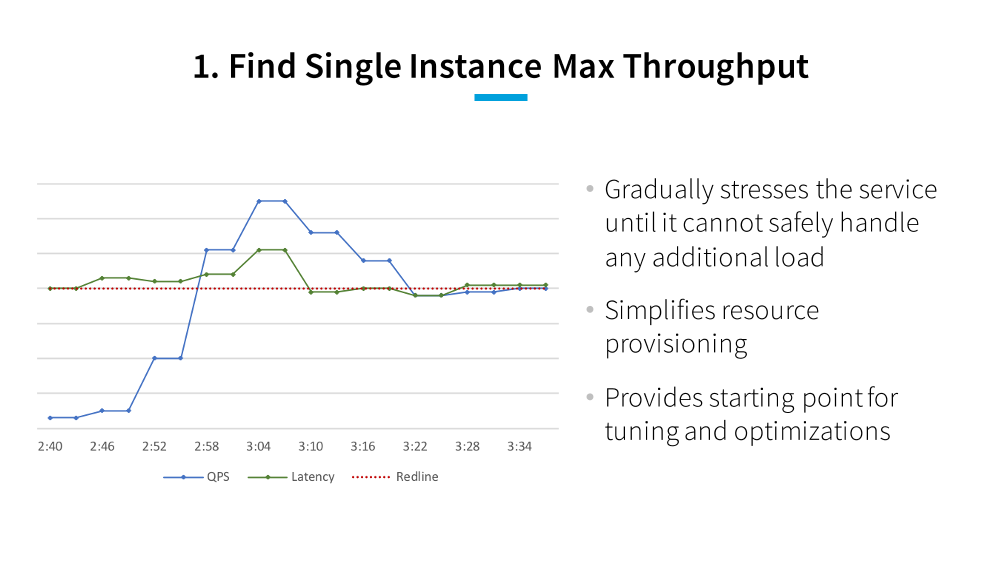 1. Find Single Instance Max Throughput
• Gradually stresses the service
until it cannot safely handle
any additional load
• Simplifies resource
provisioning
• Provides starting point for
tuning and optimizations
2:40 2:46 2:52 2:58 3:04 3:10 3:16 3:22 3:28 3:34
QPS Latency Redline